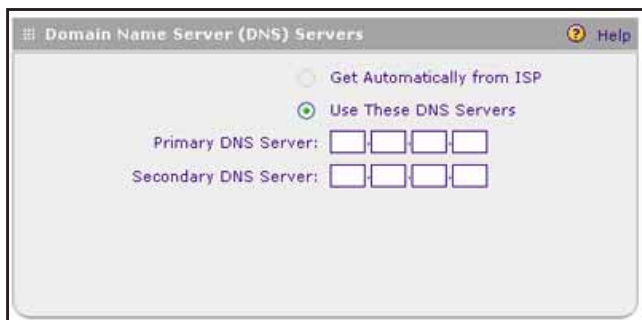 Domain Name Server (DNS) Servers ? Help
Get Automatically from ISP
Use These DNS Servers
Primary DNS Server: . . .
Secondary DNS Server: . . .